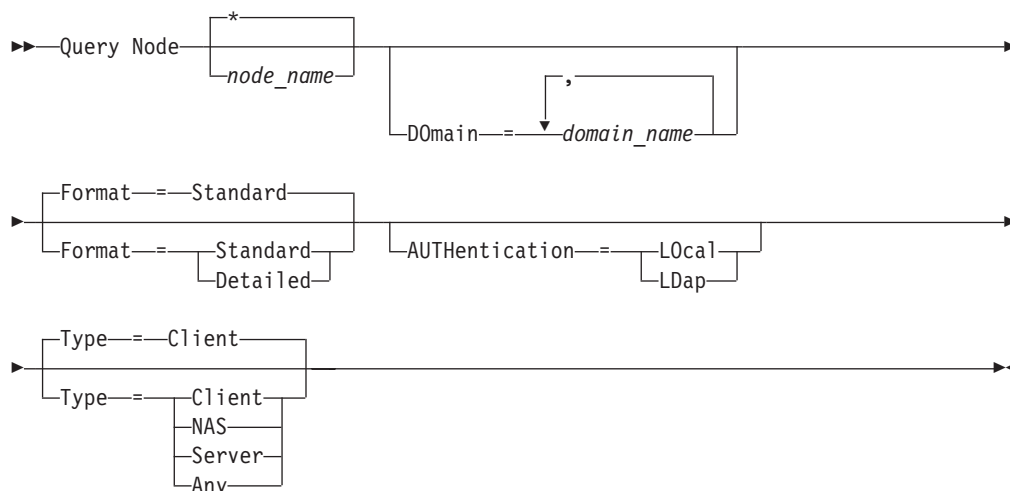 *
Query Node
node_name
,
DOmain = domain_name
Format = Standard
Format = Standard
Detailed
AUTHentication = LOcal
LDap
Type = Client
Type = Client
NAS
Server
Any